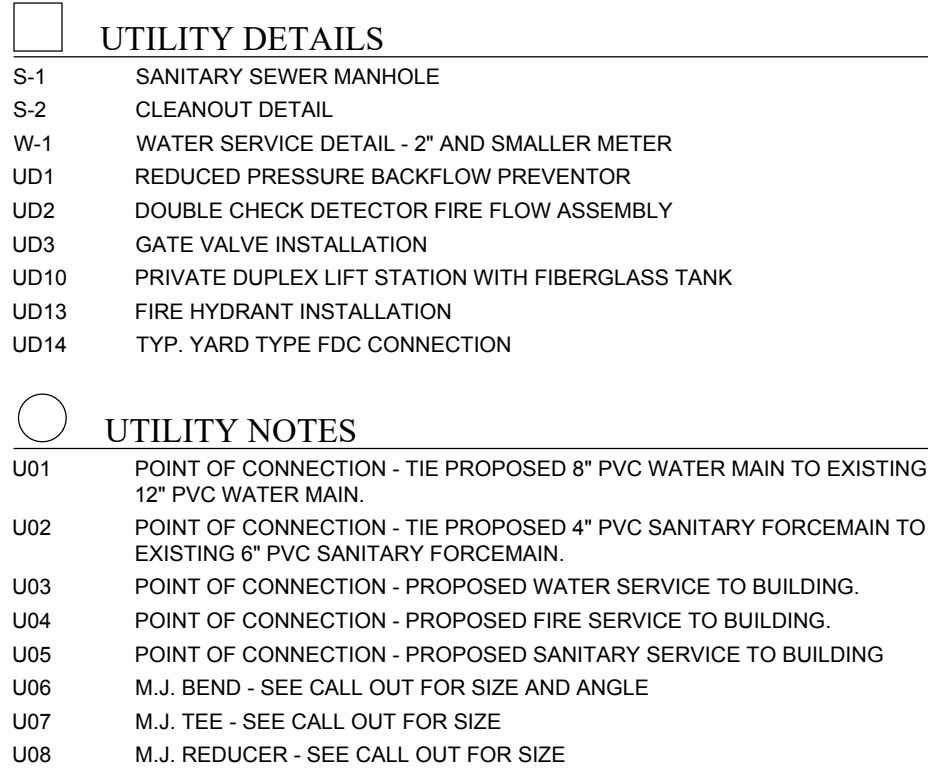 UTILITY DETAILS
S-1 SANITARY SEWER MANHOLE
S-2 CLEANOUT DETAIL
W-1 WATER SERVICE DETAIL - 2" AND SMALLER METER
UD1 REDUCED PRESSURE BACKFLOW PREVENTOR
UD2 DOUBLE CHECK DETECTOR FIRE FLOW ASSEMBLY
UD3 GATE VALVE INSTALLATION
UD10 PRIVATE DUPLEX LIFT STATION WITH FIBERGLASS TANK
UD13 FIRE HYDRANT INSTALLATION
UD14 TYP. YARD TYPE FDC CONNECTION
UTILITY NOTES
U01 POINT OF CONNECTION - TIE PROPOSED 8" PVC WATER MAIN TO EXISTING
12" PVC WATER MAIN.
U02 POINT OF CONNECTION - TIE PROPOSED 4" PVC SANITARY FORCEMAIN TO
EXISTING 6" PVC SANITARY FORCEMAIN.
U03 POINT OF CONNECTION - PROPOSED WATER SERVICE TO BUILDING.
U04 POINT OF CONNECTION - PROPOSED FIRE SERVICE TO BUILDING.
U05 POINT OF CONNECTION - PROPOSED SANITARY SERVICE TO BUILDING
U06 M.J. BEND - SEE CALL OUT FOR SIZE AND ANGLE
U07 M.J. TEE - SEE CALL OUT FOR SIZE
U08 M.J. REDUCER - SEE CALL OUT FOR SIZE